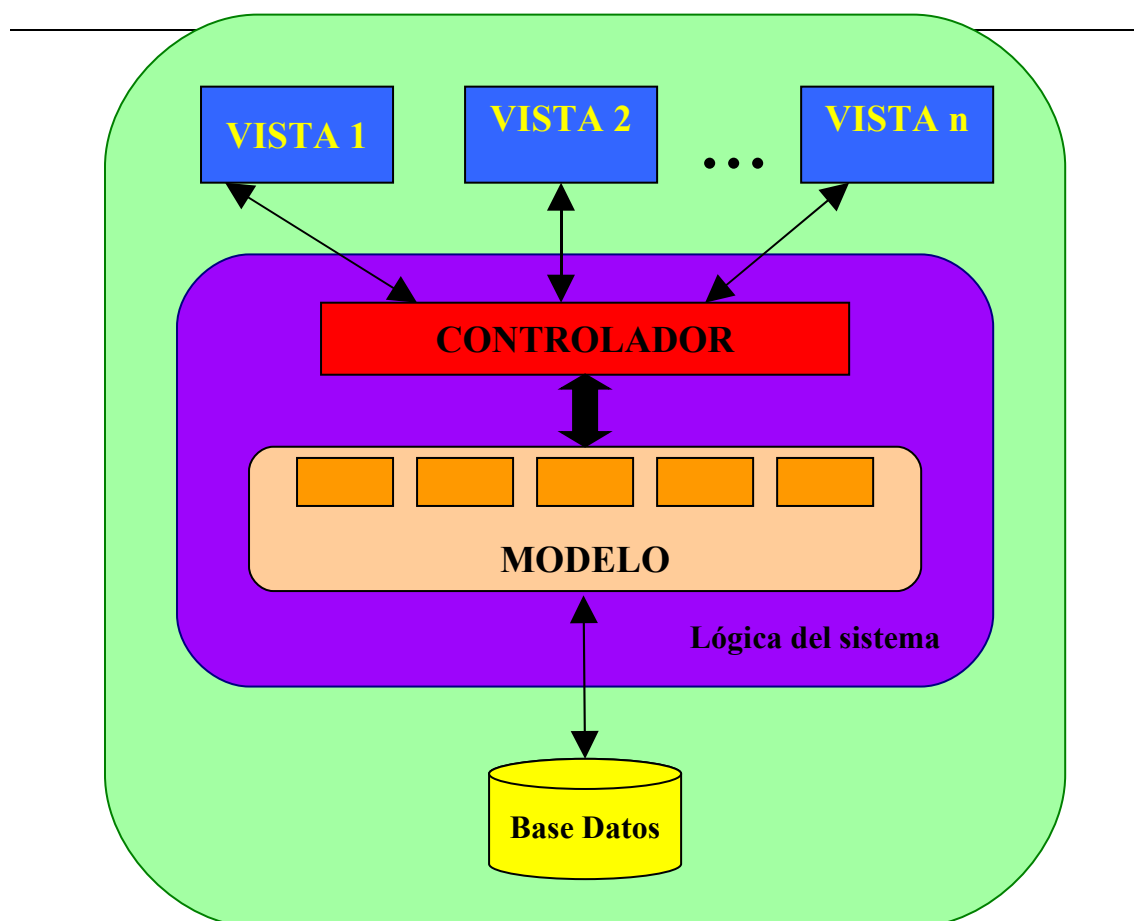 VISTA 1
VISTA 2
...
VISTA n
CONTROLADOR
MODELO
Lógica del sistema
Base Datos